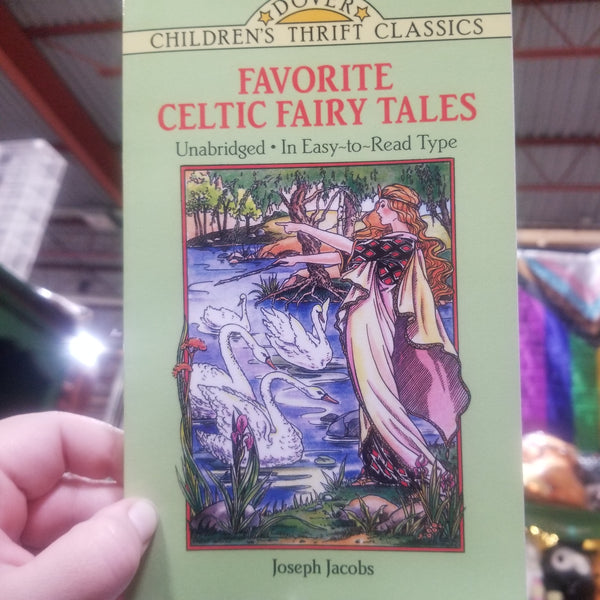 DOVER
CHILDREN'S THRIFT CLASSICS
FAVORITE
CELTIC FAIRY TALES
Unabridged • In Easy-to-Read Type
Joseph Jacobs